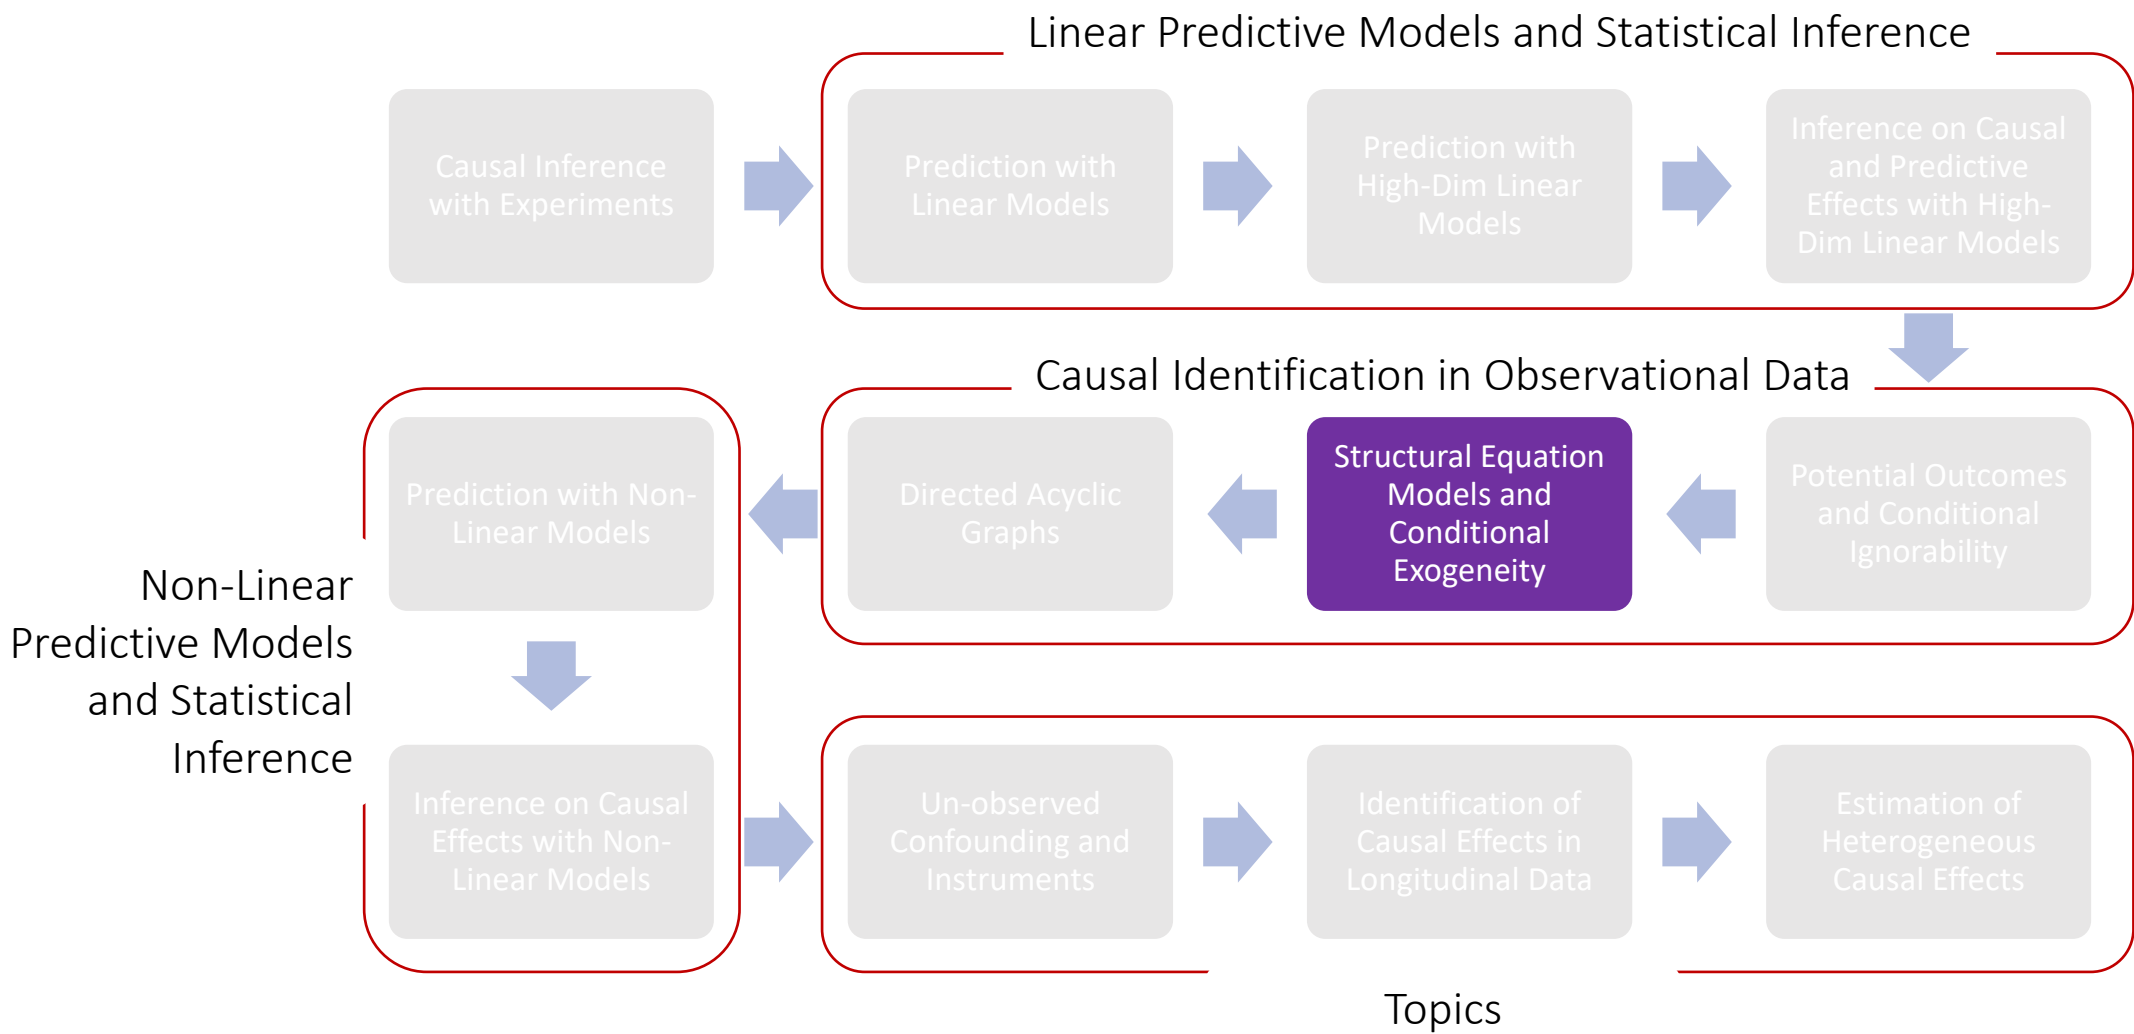 Linear Predictive Models and Statistical Inference
Causal Inference
with Experiments
Prediction with
Linear Models
Prediction with
High-Dim Linear
Models
Inference on Causal
and Predictive
Effects with High-
Dim Linear Models
Causal Identification in Observational Data
Potential Outcomes
and Conditional
Ignorability
Structural Equation
Models and
Conditional
Exogeneity
Directed Acyclic
Graphs
Prediction with Non-
Linear Models
Non-Linear
Predictive Models
and Statistical
Inference
Inference on Causal
Effects with Non-
Linear Models
Un-observed
Confounding and
Instruments
Identification of
Causal Effects in
Longitudinal Data
Estimation of
Heterogeneous
Causal Effects
Topics